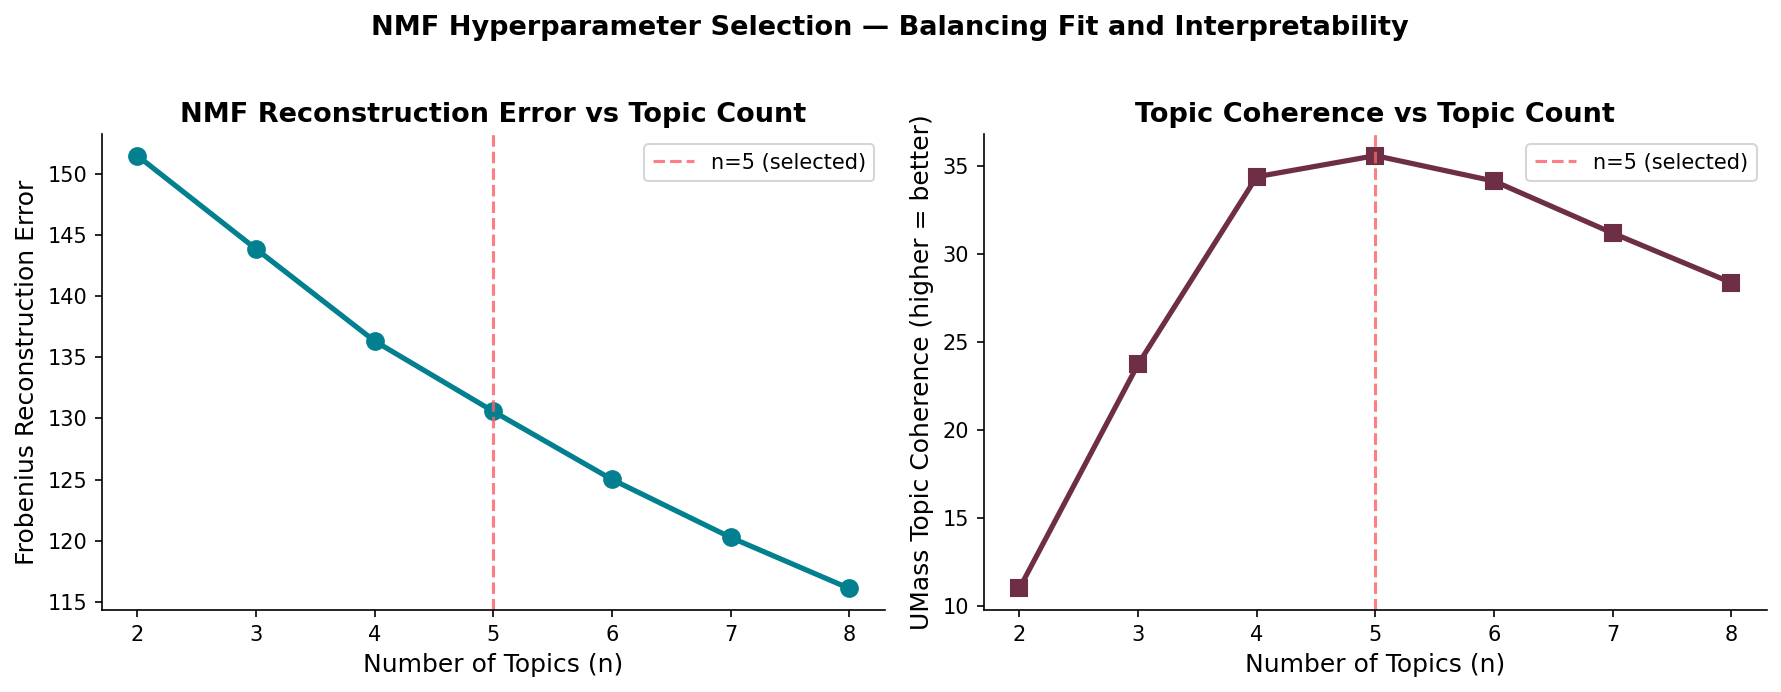 NMF Hyperparameter Selection — Balancing Fit and Interpretability
NMF Reconstruction Error vs Topic Count
Frobenius Reconstruction Error
150
145
140
135
130
125
120
115
n=5 (selected)
2 3 4 5 6 7 8
Number of Topics (n)
Topic Coherence vs Topic Count
UMass Topic Coherence (higher = better)
35
30
25
20
15
10
n=5 (selected)
2 3 4 5 6 7 8
Number of Topics (n)